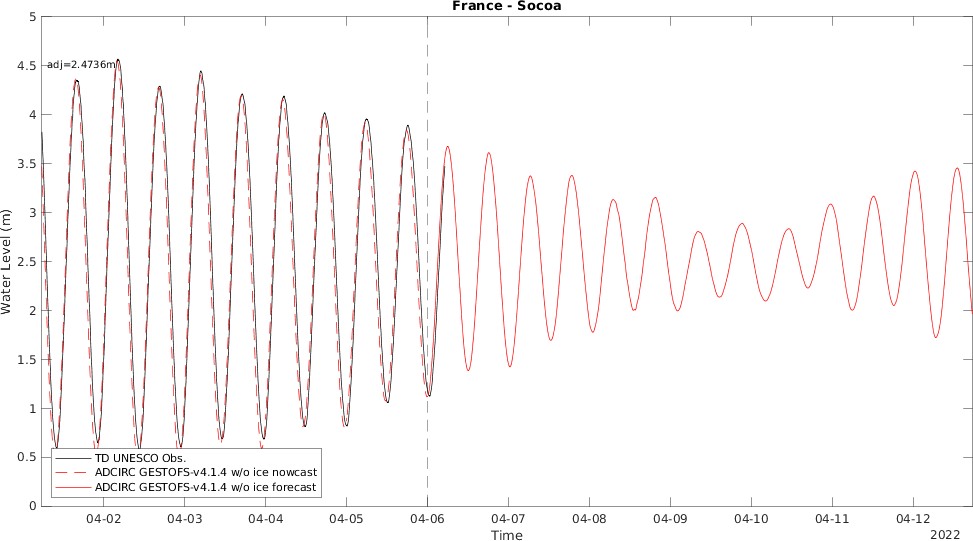 France - Socoa
adj=2.4736m
Water Level (m)
5
4.5
4
3.5
3
2.5
2
1.5
1
0.5
0
TD UNESCO Obs.
ADCIRC GESTOFS-v4.1.4 w/o ice nowcast
ADCIRC GESTOFS-v4.1.4 w/o ice forecast
04-02 04-03 04-04 04-05 04-06 04-07 04-08 04-09 04-10 04-11 04-12
2022
Time